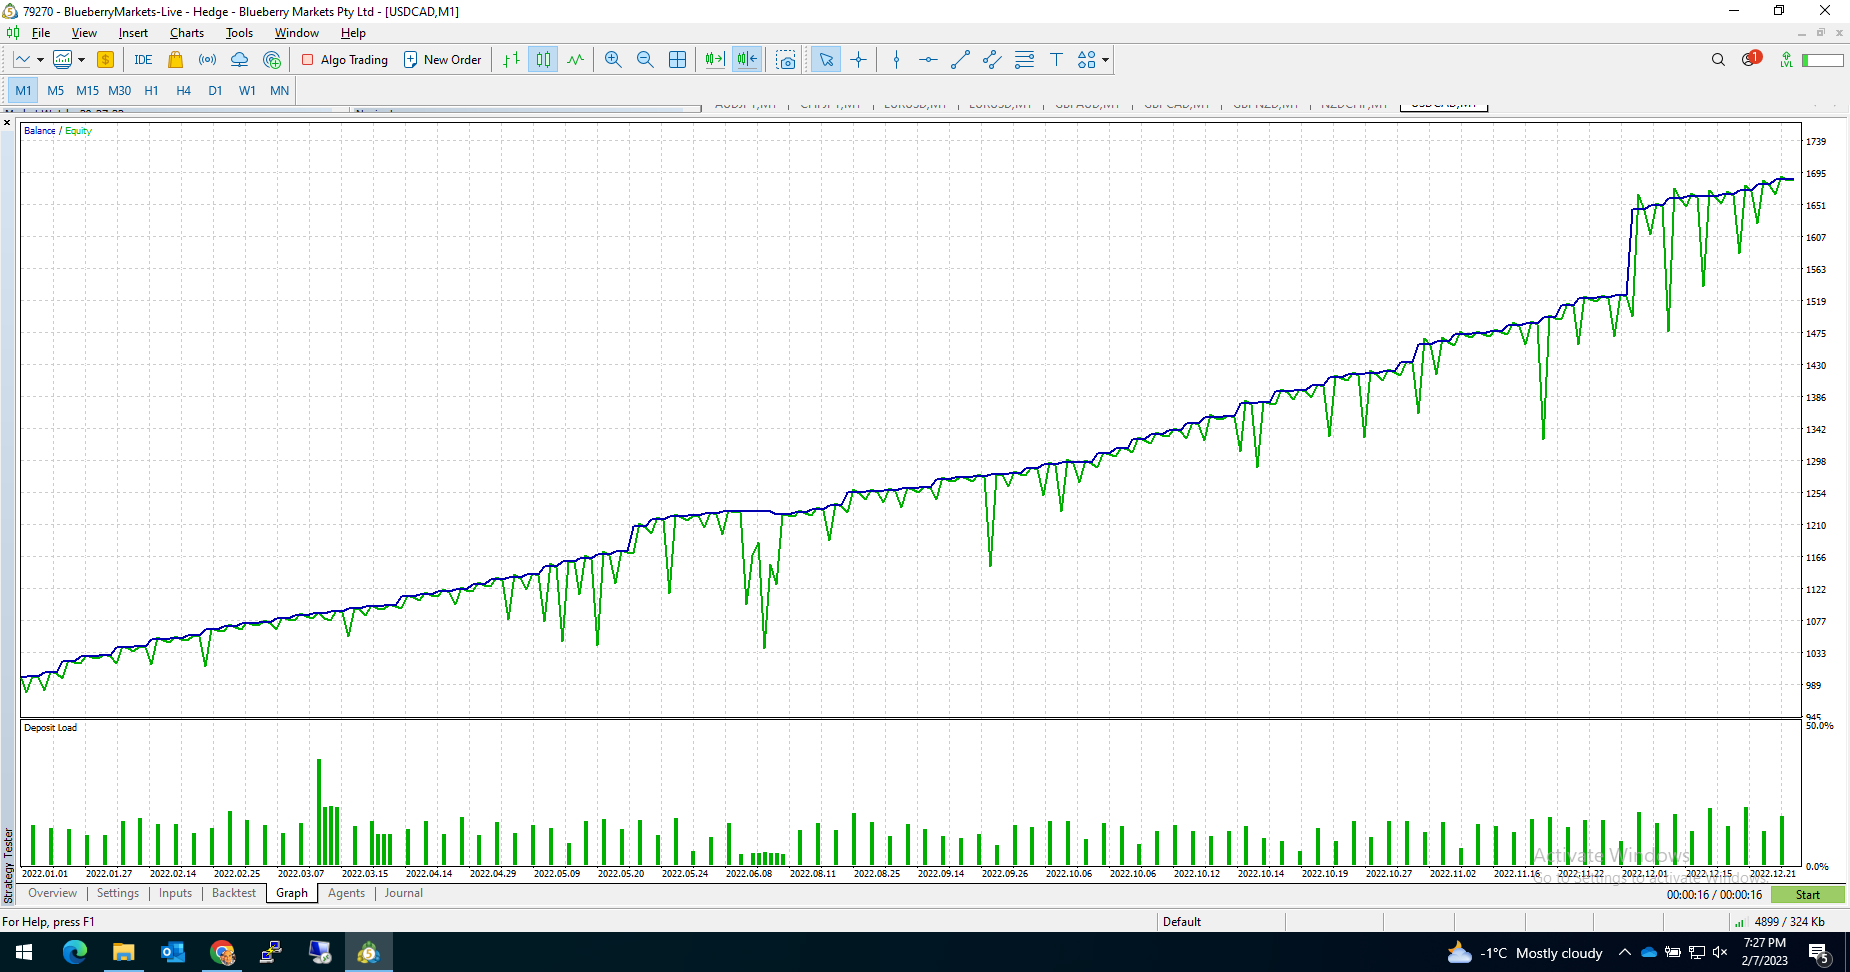 79270 - BlueberryMarkets-Live - Hedge - Blueberry Markets Pty Ltd - [USDCAD,M1]
File View Insert Charts Tools Window Help
$ IDE Algo Trading New Order T 1 LVL
M1 M5 M15 M30 H1 H4 D1 W1 MN
Balance / Equity
1739
1695
1651
1607
1563
1519
1475
1430
1386
1342
1298
1254
1210
1166
1122
1077
1033
989
945
Deposit Load
50.0%
0.0%
2022.01.01 2022.01.27 2022.02.14 2022.02.24 2022.03.07 2022.03.15 2022.04.14 2022.04.29 2022.05.09 2022.05.20 2022.05.24 2022.06.08 2022.08.11 2022.08.25 2022.09.14 2022.09.26 2022.10.06 2022.10.06 2022.10.12 2022.10.14 2022.10.19 2022.10.27 2022.11.02 2022.11.16 2022.11.22 2022.12.01 2022.12.15 2022.12.21
Strategy Tester
Activate Windows
Go to Settings to activate Windows.
Overview Settings Inputs Backtest Graph Agents Journal
00:00:16 / 00:00:16 Start
For Help, press F1 Default 4899 / 324 Kb
-1°C Mostly cloudy
7:27 PM
2/7/2023
5